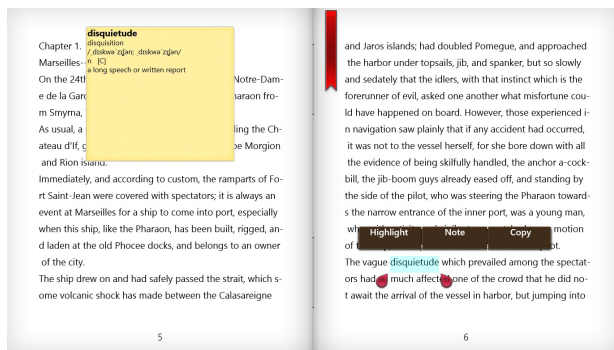 disquietude
disquisition
/ˌdɪskwəˈzɪʃən; ˌdɪskwəˈzɪʃən/
n [C]
a long speech or written report
Chapter 1.
Marseilles--
On the 24th Notre-Dam-
e de la Gard haraon fro-
m Smyrna,
As usual, a ling the Ch-
ateau d'If, g Morgion
and Rion island.
Immediately, and according to custom, the ramparts of Fo-
rt Saint-Jean were covered with spectators; it is always an
event at Marseilles for a ship to come into port, especially
when this ship, like the Pharaon, has been built, rigged, an-
d laden at the old Phocee docks, and belongs to an owner
of the city.
The ship drew on and had safely passed the strait, which s-
ome volcanic shock has made between the Calasareigne
5
and Jaros islands; had doubled Pomegue, and approached
the harbor under topsails, jib, and spanker, but so slowly
and sedately that the idlers, with that instinct which is the
forerunner of evil, asked one another what misfortune cou-
ld have happened on board. However, those experienced i-
n navigation saw plainly that if any accident had occurred,
it was not to the vessel herself, for she bore down with all
the evidence of being skilfully handled, the anchor a-cock-
bill, the jib-boom guys already eased off, and standing by
the side of the pilot, who was steering the Pharaon toward-
s the narrow entrance of the inner port, was a young man,
motion
of
Highlight Note Copy
The vague disquietude which prevailed among the spectat-
ors had much affected one of the crowd that he did no-
t await the arrival of the vessel in harbor, but jumping into
6